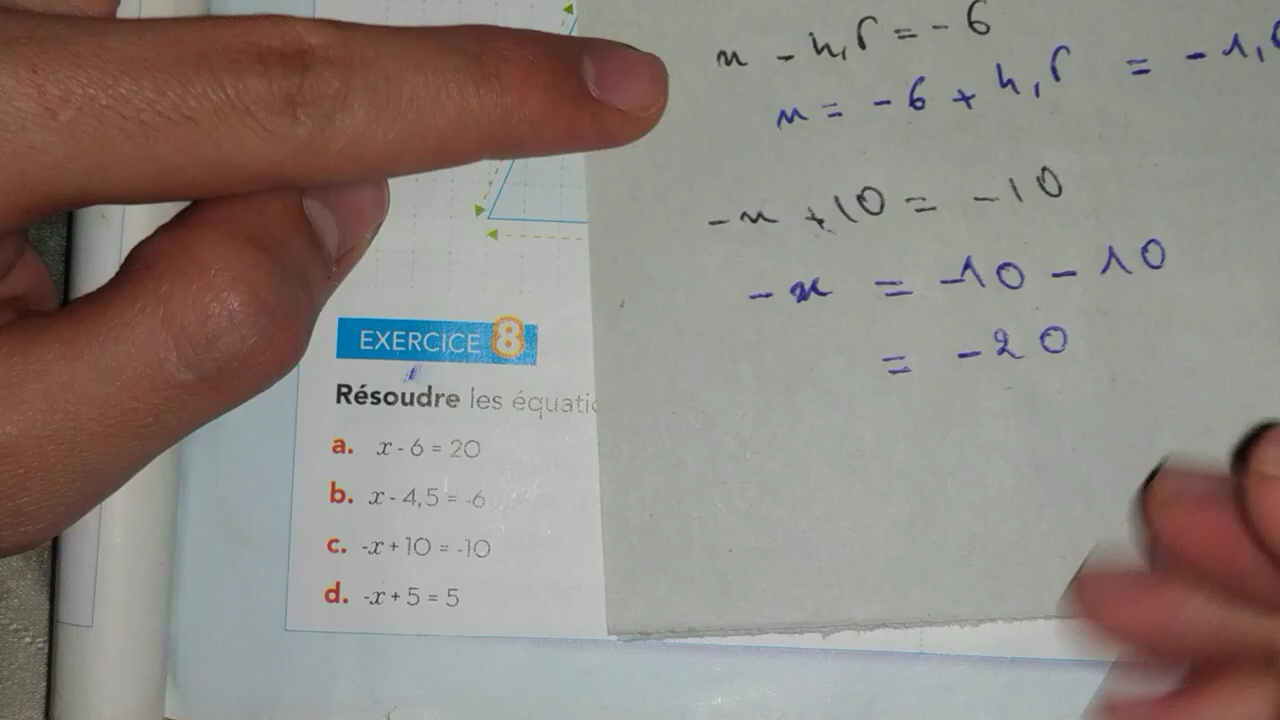 x - 4,5 = -6
x = -6 + 4,5 = -1,
-x + 10 = -10
-x = -10 - 10
= -20
EXERCICE 8
Résoudre les équatio
a. x - 6 = 20
b. x - 4,5 = -6
c. -x + 10 = -10
d. -x + 5 = 5